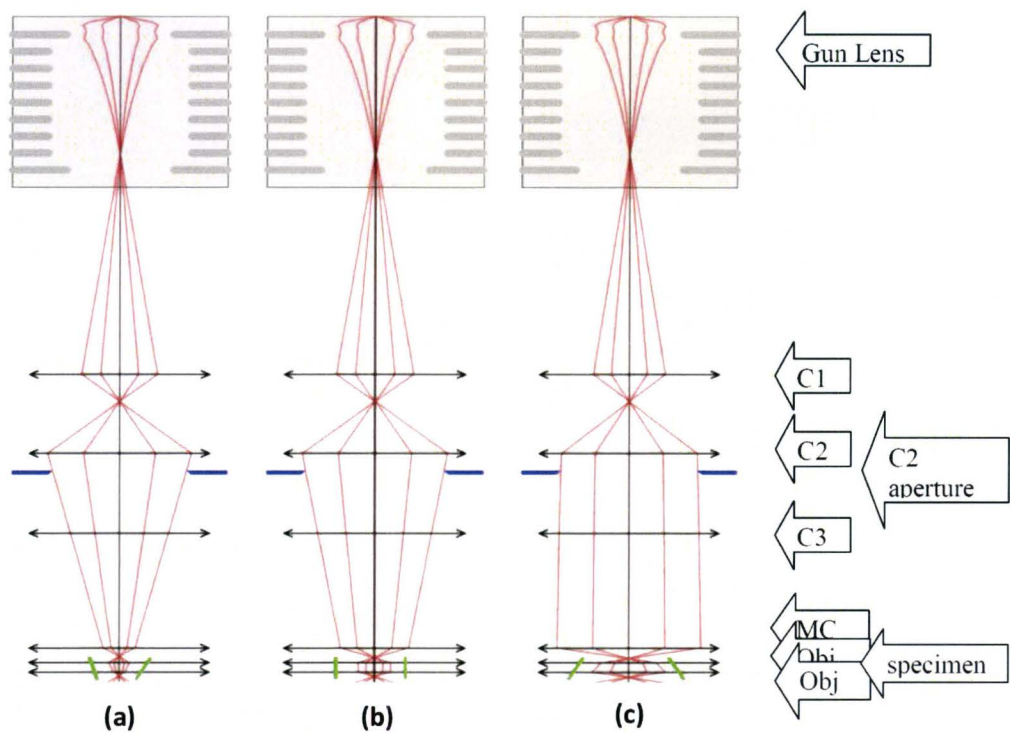 Gun Lens
C1
C2
C2
aperture
C3
MC
Obj
Obj
specimen
(a)
(b)
(c)